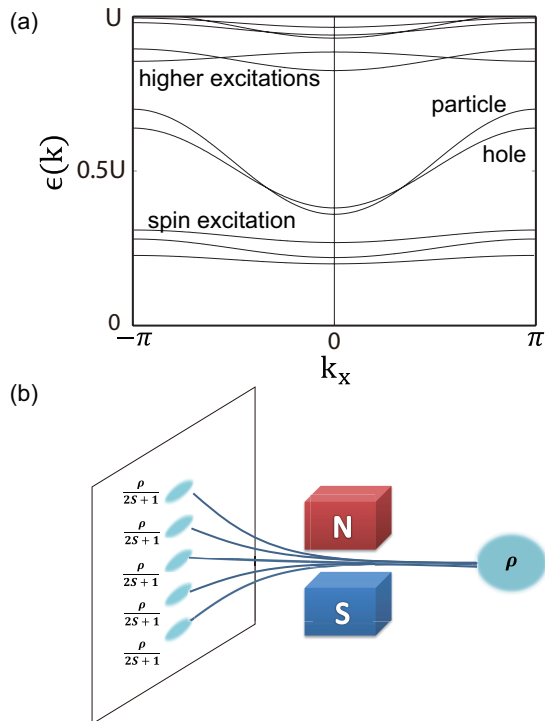 (a)
U
higher excitations
particle
ϵ(k)
0.5U
hole
spin excitation
0
−π
0
π
kₓ
(b)
ρ
2S + 1
ρ
2S + 1
N
ρ
2S + 1
ρ
S
ρ
2S + 1
ρ
2S + 1